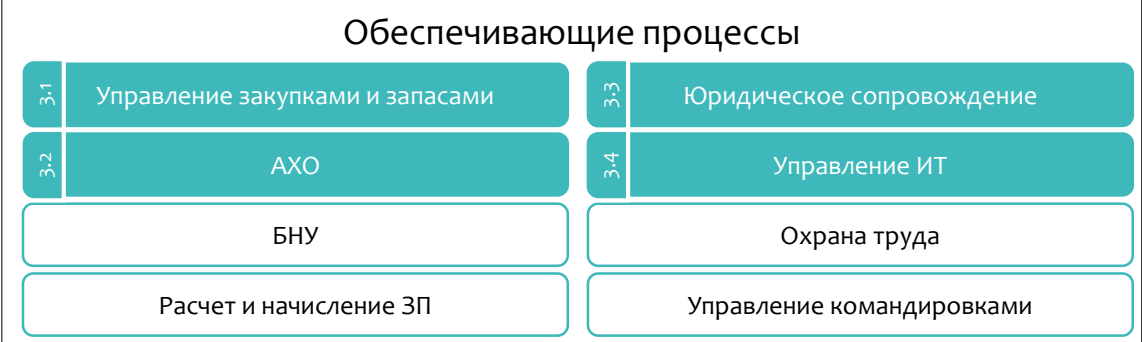 Обеспечивающие процессы
3.1 Управление закупками и запасами
3.3 Юридическое сопровождение
3.2 АХО
3.4 Управление ИТ
БНУ
Охрана труда
Расчет и начисление ЗП
Управление командировками